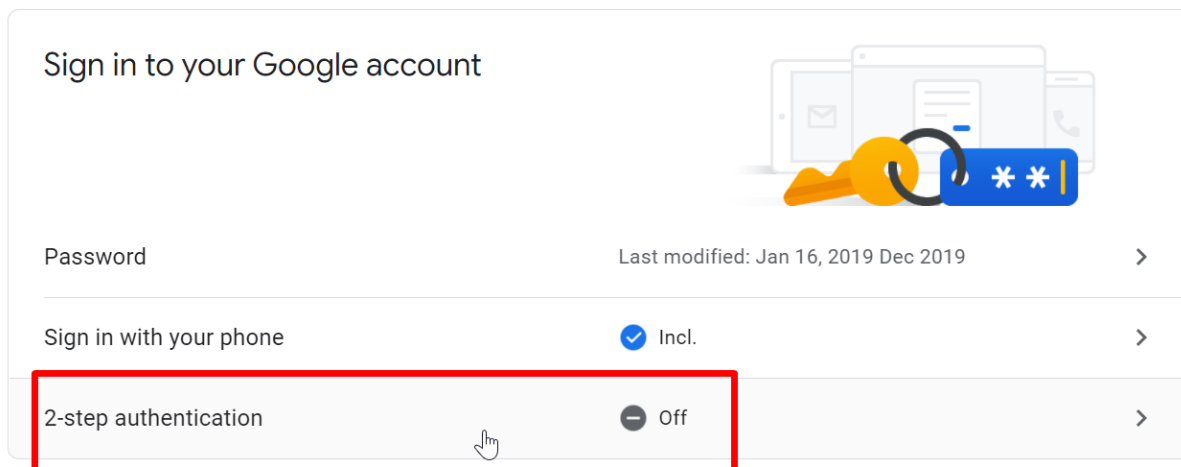 Sign in to your Google account
**
Password Last modified: Jan 16, 2019 Dec 2019
Sign in with your phone Incl.
2-step authentication Off